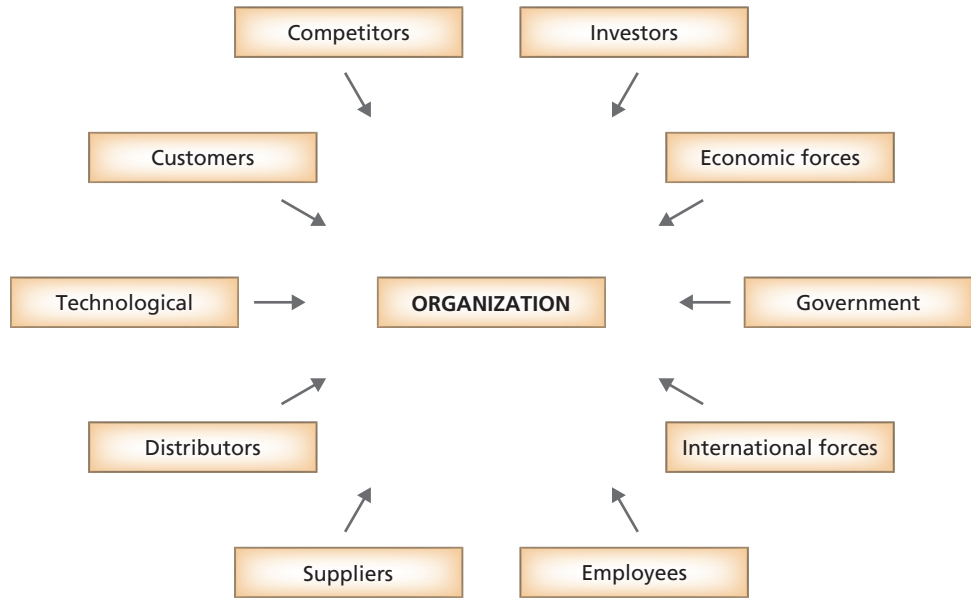 Competitors
Investors
Customers
Economic forces
Technological
ORGANIZATION
Government
Distributors
International forces
Suppliers
Employees